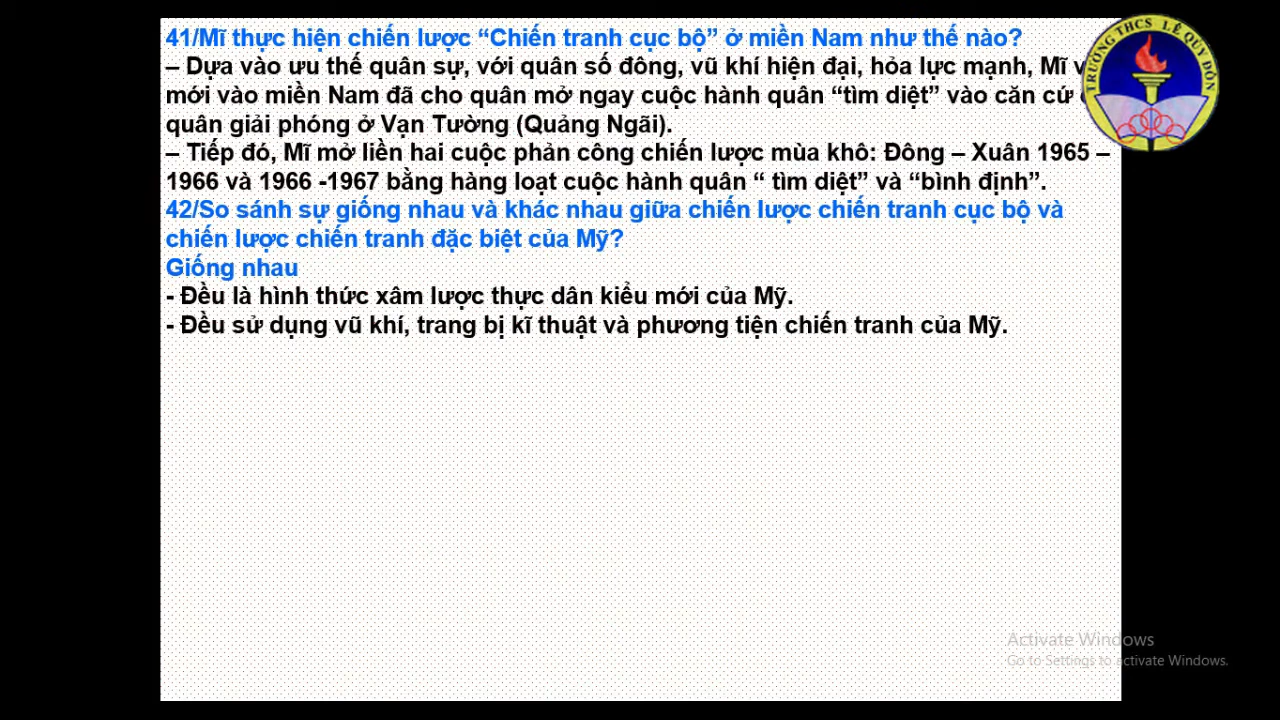 41/Mĩ thực hiện chiến lược “Chiến tranh cục bộ” ở miền Nam như thế nào?
– Dựa vào ưu thế quân sự, với quân số đông, vũ khí hiện đại, hỏa lực mạnh, Mĩ
mới vào miền Nam đã cho quân mở ngay cuộc hành quân “tìm diệt” vào căn cứ
quân giải phóng ở Vạn Tường (Quảng Ngãi).
– Tiếp đó, Mĩ mở liền hai cuộc phản công chiến lược mùa khô: Đông – Xuân 1965 –
1966 và 1966 -1967 bằng hàng loạt cuộc hành quân “ tìm diệt” và “bình định”.
42/So sánh sự giống nhau và khác nhau giữa chiến lược chiến tranh cục bộ và
chiến lược chiến tranh đặc biệt của Mỹ?
Giống nhau
- Đều là hình thức xâm lược thực dân kiểu mới của Mỹ.
- Đều sử dụng vũ khí, trang bị kĩ thuật và phương tiện chiến tranh của Mỹ.
TRƯỜNG THCS LÊ QUÝ ĐÔN
Activate Windows
Go to Settings to activate Windows.